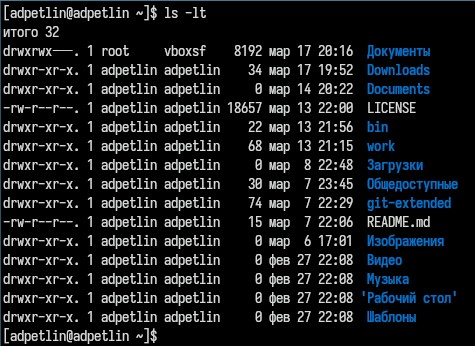 [adpetlin@adpetlin ~]$ ls -lt
итого 32
drwxrwx---. 1 root     vboxsf    8192 мар 17 20:16  Документы
drwxr-xr-x. 1 adpetlin adpetlin    34 мар 17 19:52  Downloads
drwxr-xr-x. 1 adpetlin adpetlin     0 мар 14 20:22  Documents
-rw-r--r--. 1 adpetlin adpetlin 18657 мар 13 22:00  LICENSE
drwxr-xr-x. 1 adpetlin adpetlin    22 мар 13 21:56  bin
drwxr-xr-x. 1 adpetlin adpetlin    68 мар 13 21:15  work
drwxr-xr-x. 1 adpetlin adpetlin     0 мар  8 22:48  Загрузки
drwxr-xr-x. 1 adpetlin adpetlin    30 мар  7 23:45  Общедоступные
drwxr-xr-x. 1 adpetlin adpetlin    74 мар  7 22:29  git-extended
-rw-r--r--. 1 adpetlin adpetlin    15 мар  7 22:06  README.md
drwxr-xr-x. 1 adpetlin adpetlin     0 мар  6 17:01  Изображения
drwxr-xr-x. 1 adpetlin adpetlin     0 фев 27 22:08  Видео
drwxr-xr-x. 1 adpetlin adpetlin     0 фев 27 22:08  Музыка
drwxr-xr-x. 1 adpetlin adpetlin     0 фев 27 22:08 'Рабочий стол'
drwxr-xr-x. 1 adpetlin adpetlin     0 фев 27 22:08  Шаблоны
[adpetlin@adpetlin ~]$